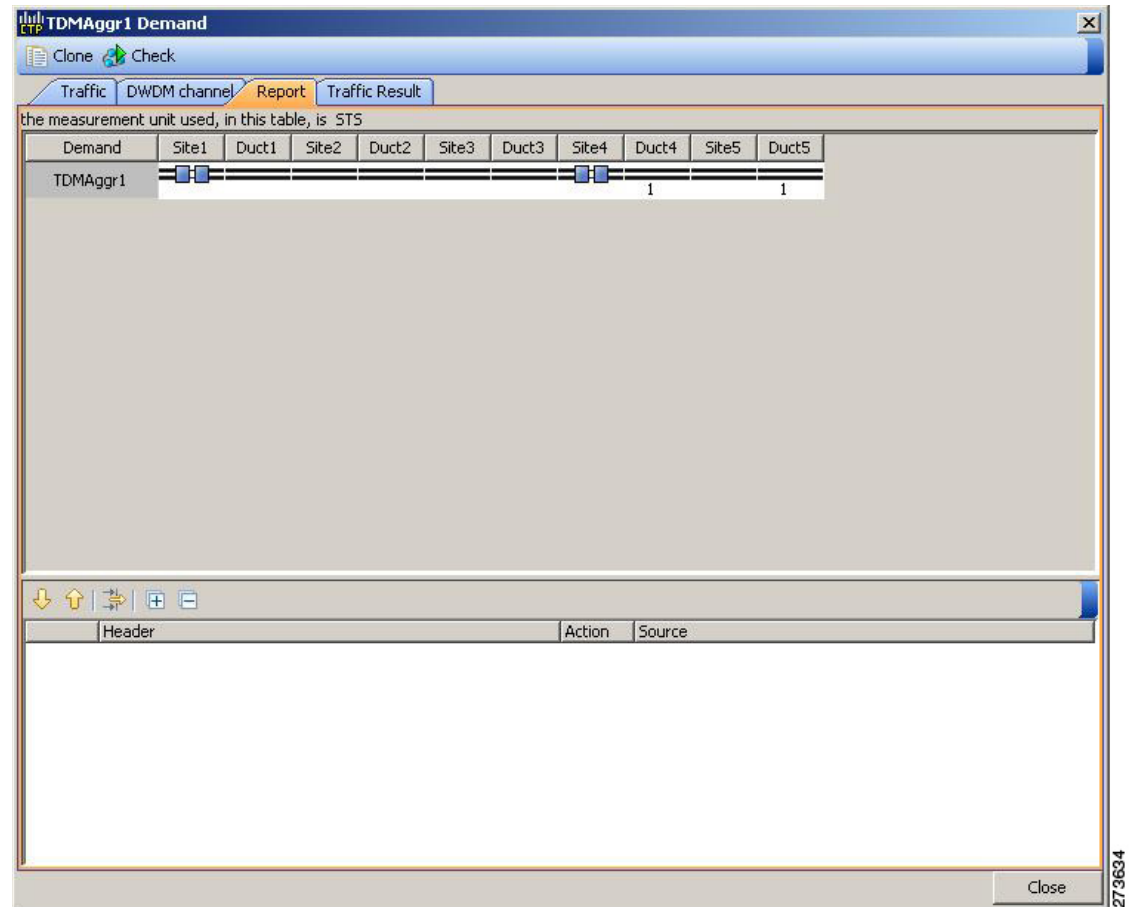 CTP TDMAggr1 Demand
Clone Check
Traffic DWDM channel Report Traffic Result
the measurement unit used, in this table, is STS
Demand Site1 Duct1 Site2 Duct2 Site3 Duct3 Site4 Duct4 Site5 Duct5
TDMAggr1
1 1
Header Action Source
Close
273634